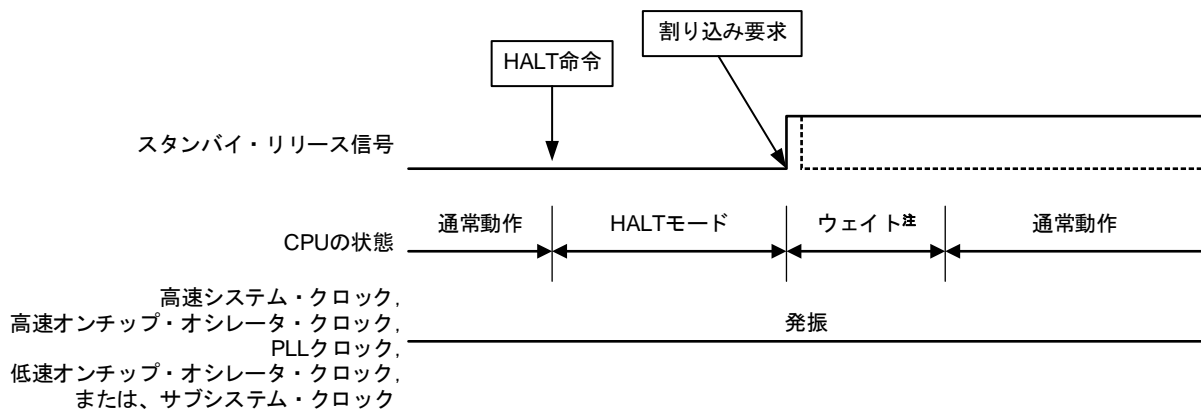 割り込み要求
HALT命令
スタンバイ・リリース信号
通常動作
HALTモード
ウェイト注
通常動作
CPUの状態
高速システム・クロック,
高速オンチップ・オシレータ・クロック,
発振
PLLクロック,
低速オンチップ・オシレータ・クロック,
または、サブシステム・クロック